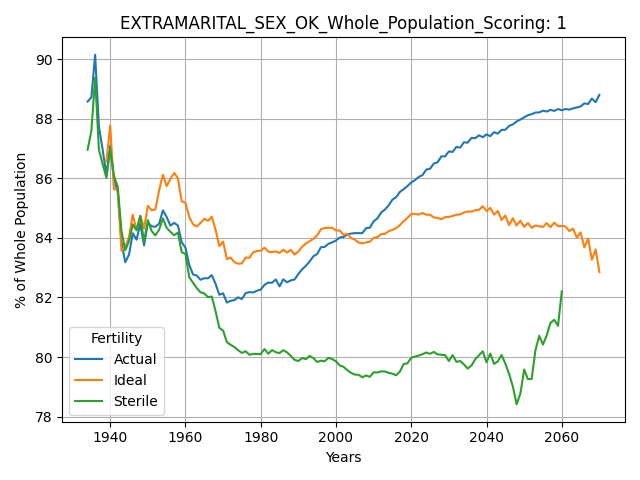 EXTRAMARITAL_SEX_OK_Whole_Population_Scoring: 1
% of Whole Population
90
88
86
84
82
80
78
Fertility
Actual
Ideal
Sterile
1940 1960 1980 2000 2020 2040 2060
Years